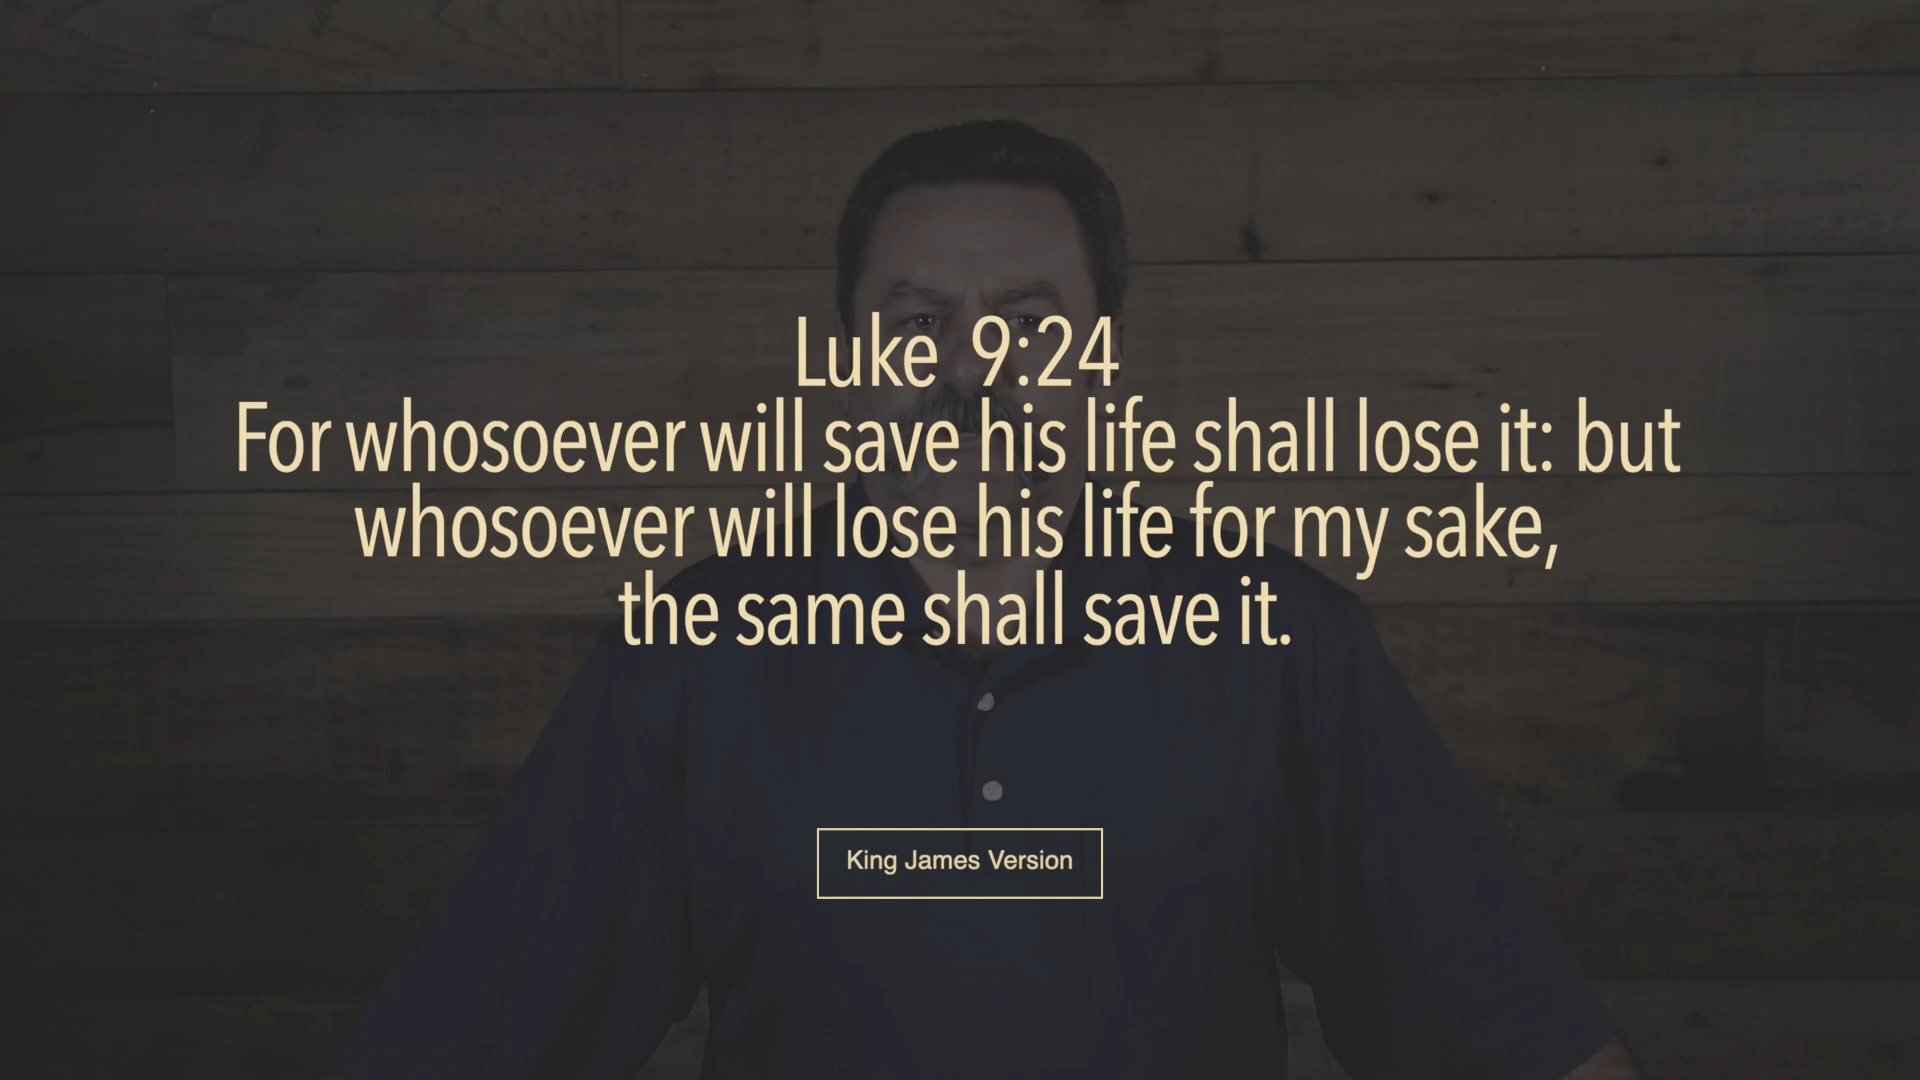 Luke 9:24
For whosoever will save his life shall lose it: but
whosoever will lose his life for my sake,
the same shall save it.
King James Version